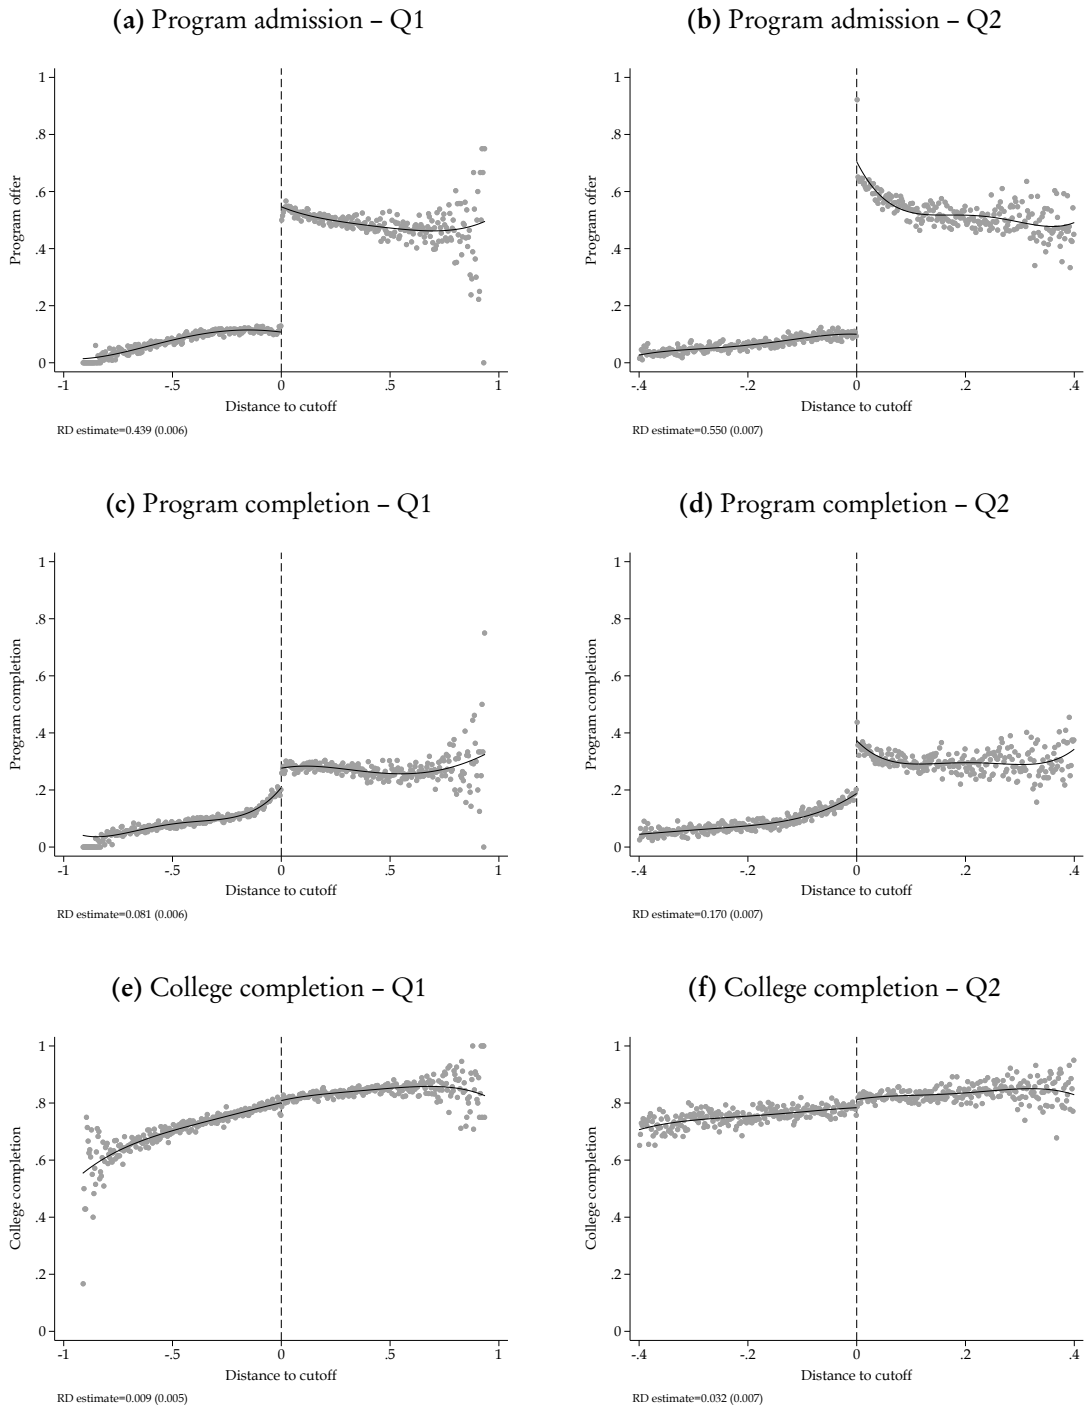 (a) Program admission – Q1
Program offer
1
.8
.6
.4
.2
0
-1
-.5
0
.5
1
Distance to cutoff
RD estimate=0.439 (0.006)
(b) Program admission – Q2
Program offer
1
.8
.6
.4
.2
0
-.4
-.2
0
.2
.4
Distance to cutoff
RD estimate=0.550 (0.007)
(c) Program completion – Q1
Program completion
1
.8
.6
.4
.2
0
-1
-.5
0
.5
1
Distance to cutoff
RD estimate=0.081 (0.006)
(d) Program completion – Q2
Program completion
1
.8
.6
.4
.2
0
-.4
-.2
0
.2
.4
Distance to cutoff
RD estimate=0.170 (0.007)
(e) College completion – Q1
College completion
1
.8
.6
.4
.2
0
-1
-.5
0
.5
1
Distance to cutoff
RD estimate=0.009 (0.005)
(f) College completion – Q2
College completion
1
.8
.6
.4
.2
0
-.4
-.2
0
.2
.4
Distance to cutoff
RD estimate=0.032 (0.007)